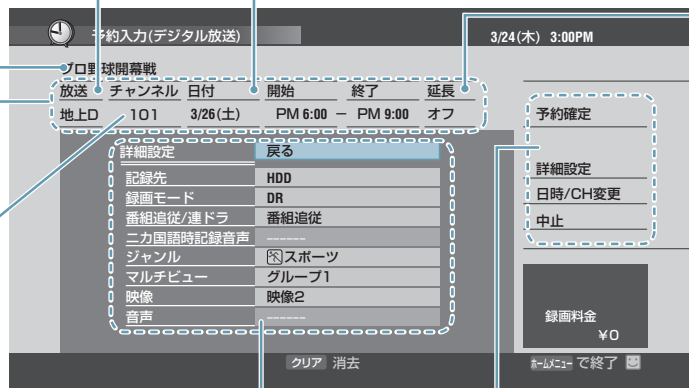 予約入力(デジタル放送)
3/24(木) 3:00PM
プロ野球開幕戦
放送 チャンネル 日付 開始 終了 延長
地上D 101 3/26(土) PM 6:00 － PM 9:00 オフ
詳細設定 戻る
記録先 HDD
録画モード DR
番組追従/連ドラ 番組追従
二カ国語時記録音声 ------
ジャンル スポーツ
マルチビュー グループ1
映像 映像2
音声 ------
予約確定
詳細設定
日時/CH変更
中止
録画料金
¥0
クリア 消去
ホームメニュー で終了